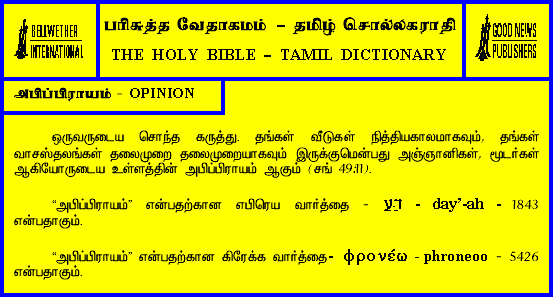 BELLWETHER
INTERNATIONAL
பரிசுத்த வேதாகமம் – தமிழ் சொல்லகராதி
THE HOLY BIBLE – TAMIL DICTIONARY
GOOD NEWS
PUBLISHERS
அபிப்பிராயம் - OPINION
ஒருவருடைய சொந்த கருத்து. தங்கள் வீடுகள் நித்தியகாலமாகவும், தங்கள்
வாசஸ்தலங்கள் தலைமுறை தலைமுறையாகவும் இருக்குமென்பது அஞ்ஞானிகள், மூடர்கள்
ஆகியோருடைய உள்ளத்தின் அபிப்பிராயம் ஆகும் (சங் 49:11).
“அபிப்பிராயம்” என்பதற்கான எபிரெய வார்த்தை - דֵּעַ - day’-ah - 1843
என்பதாகும்.
“அபிப்பிராயம்” என்பதற்கான கிரேக்க வார்த்தை- φρονέω - phroneoo - 5426
என்பதாகும்.